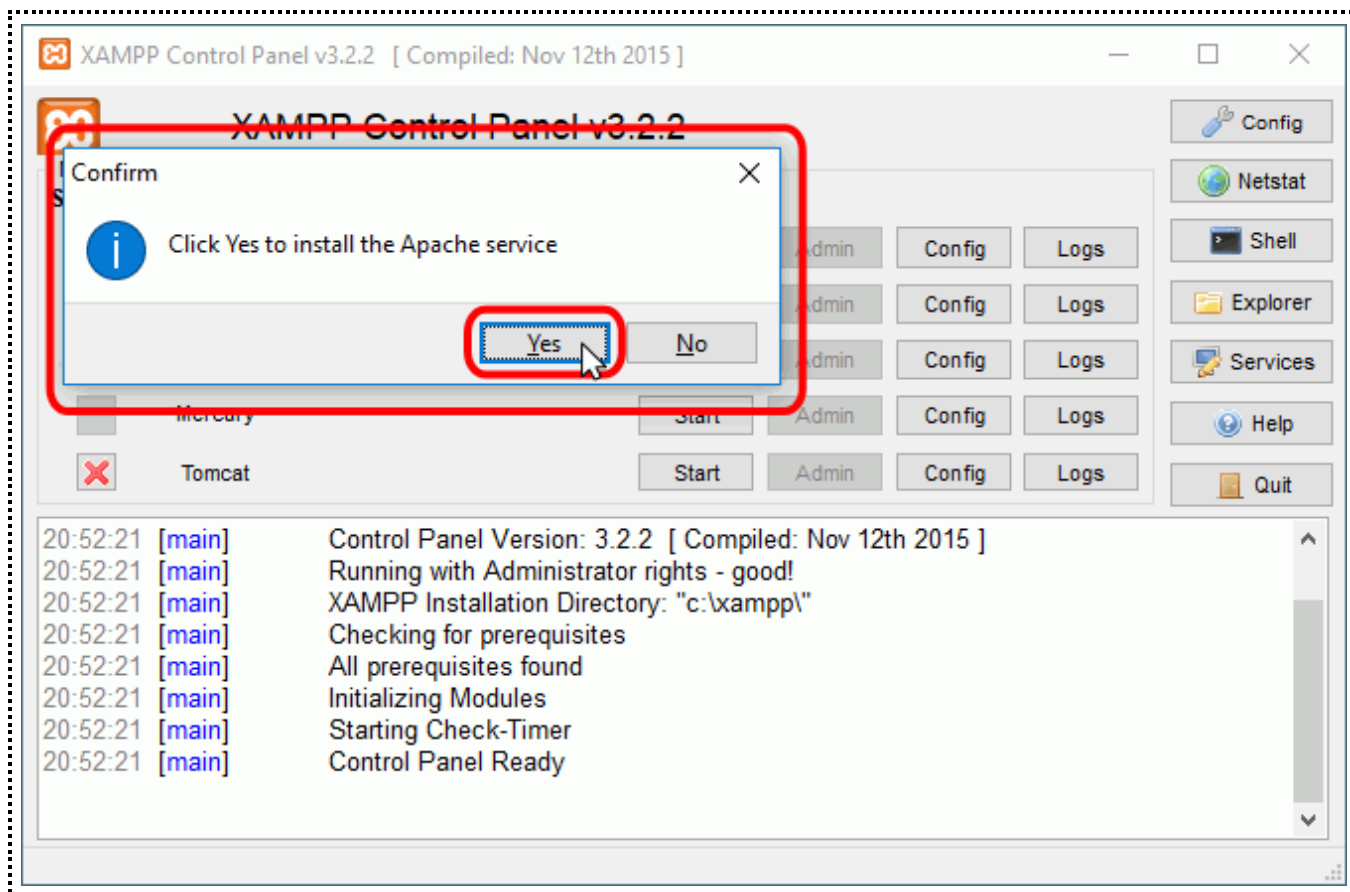 XAMPP Control Panel v3.2.2 [ Compiled: Nov 12th 2015 ]
XAMPP Control Panel v3.2.2
Config
Netstat
Shell
Explorer
Services
Help
Quit
Confirm
Click Yes to install the Apache service
Yes No
Admin Config Logs
Admin Config Logs
Admin Config Logs
Mercury Start Admin Config Logs
Tomcat Start Admin Config Logs
20:52:21 [main] Control Panel Version: 3.2.2 [ Compiled: Nov 12th 2015 ]
20:52:21 [main] Running with Administrator rights - good!
20:52:21 [main] XAMPP Installation Directory: "c:\xampp\"
20:52:21 [main] Checking for prerequisites
20:52:21 [main] All prerequisites found
20:52:21 [main] Initializing Modules
20:52:21 [main] Starting Check-Timer
20:52:21 [main] Control Panel Ready